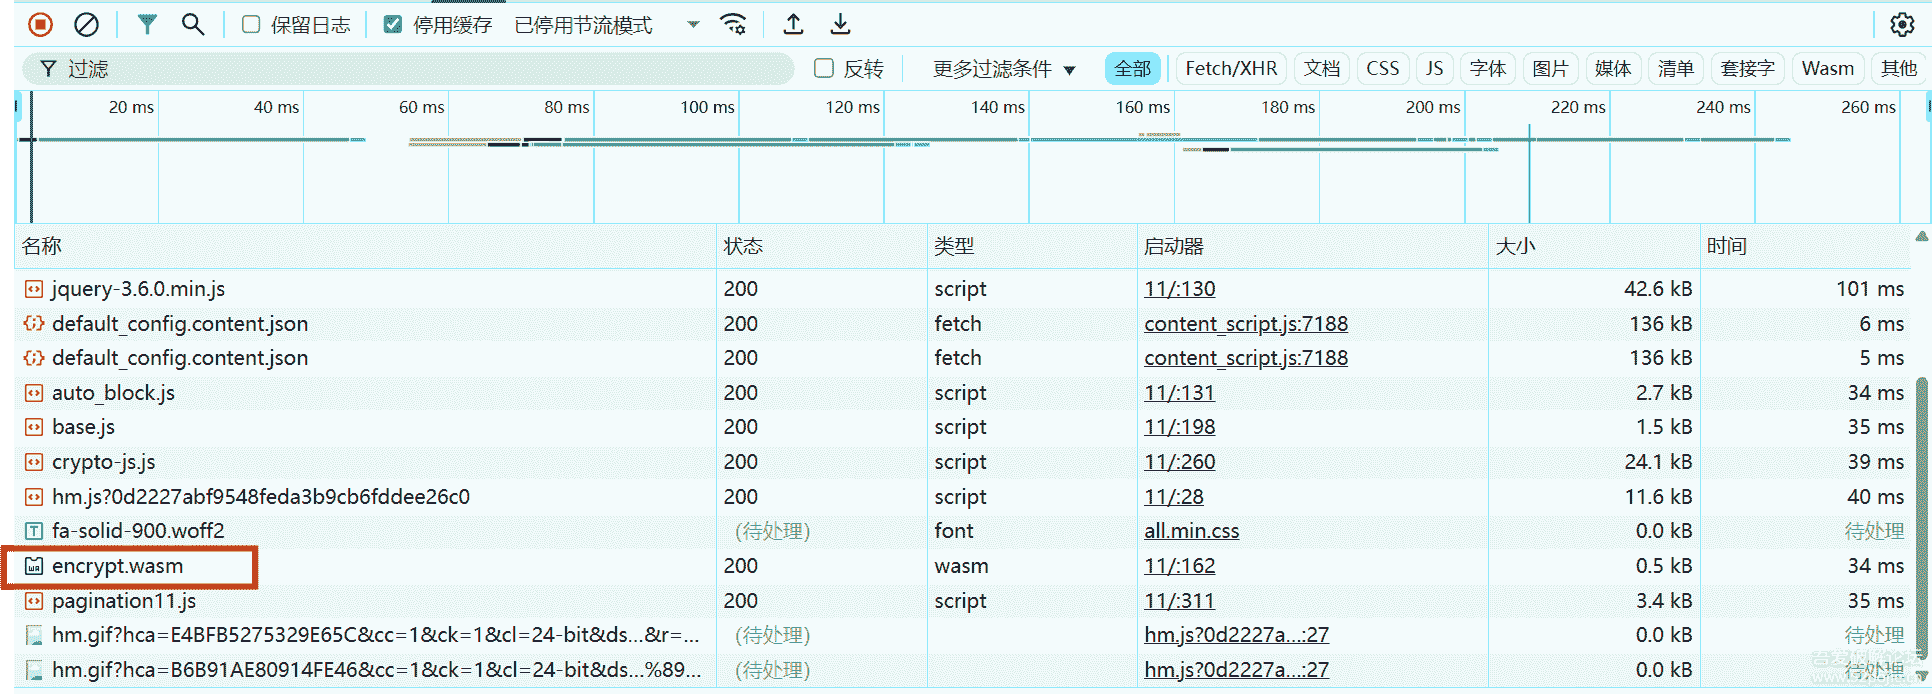 保留日志 停用缓存 已停用节流模式
过滤 反转 更多过滤条件 全部 Fetch/XHR 文档 CSS JS 字体 图片 媒体 清单 套接字 Wasm 其他
20 ms 40 ms 60 ms 80 ms 100 ms 120 ms 140 ms 160 ms 180 ms 200 ms 220 ms 240 ms 260 ms
名称 状态 类型 启动器 大小 时间
jquery-3.6.0.min.js 200 script 11/:130 42.6 kB 101 ms
default_config.content.json 200 fetch content_script.js:7188 136 kB 6 ms
default_config.content.json 200 fetch content_script.js:7188 136 kB 5 ms
auto_block.js 200 script 11/:131 2.7 kB 34 ms
base.js 200 script 11/:198 1.5 kB 35 ms
crypto-js.js 200 script 11/:260 24.1 kB 39 ms
hm.js?0d2227abf9548feda3b9cb6fddee26c0 200 script 11/:28 11.6 kB 40 ms
fa-solid-900.woff2 (待处理) font all.min.css 0.0 kB 待处理
encrypt.wasm 200 wasm 11/:162 0.5 kB 34 ms
pagination11.js 200 script 11/:311 3.4 kB 35 ms
hm.gif?hca=E4BFB5275329E65C&cc=1&ck=1&cl=24-bit&ds...&r=... (待处理) hm.js?0d2227a...:27 0.0 kB 待处理
hm.gif?hca=B6B91AE80914FE46&cc=1&ck=1&cl=24-bit&ds...%89... (待处理) hm.js?0d2227a...:27 0.0 kB 待处理